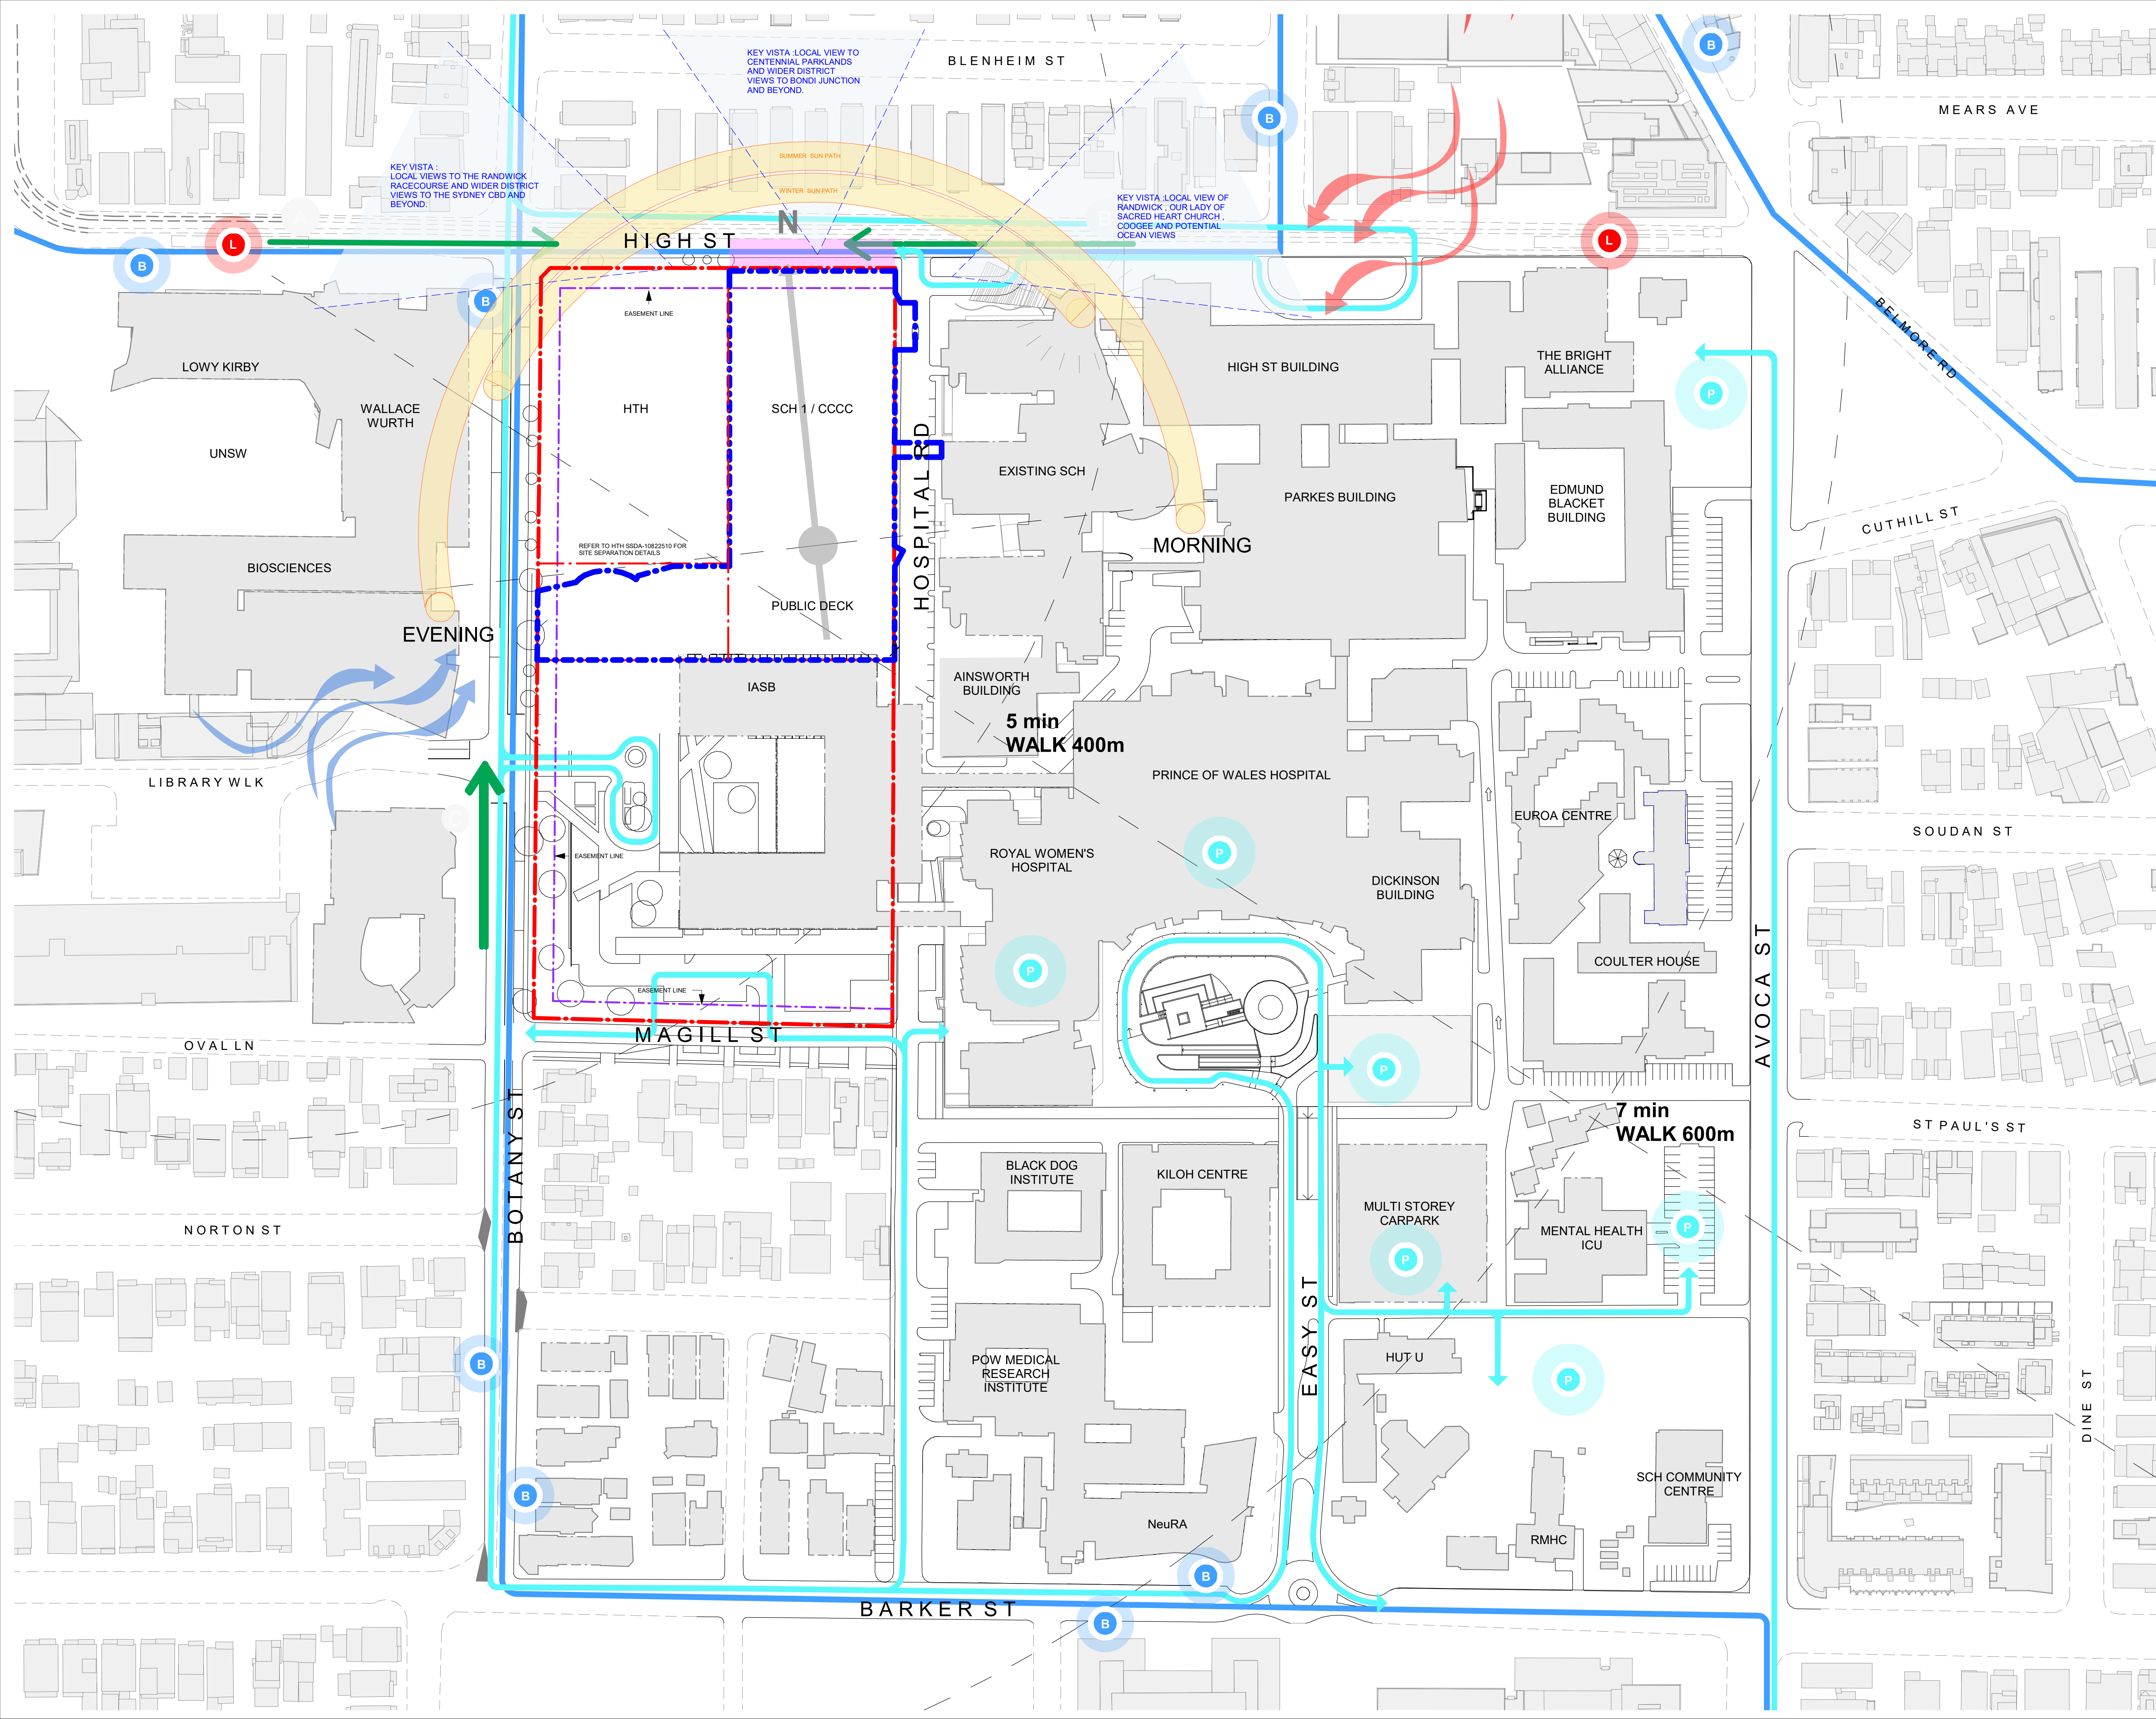 BLENHEIM ST
KEY VISTA :LOCAL VIEW TO
CENTENNIAL PARKLANDS
AND WIDER DISTRICT
VIEWS TO BONDI JUNCTION
AND BEYOND.
B
MEARS AVE
B
SUMMER SUN PATH
WINTER SUN PATH
KEY VISTA :
LOCAL VIEWS TO THE RANDWICK
RACECOURSE AND WIDER DISTRICT
VIEWS TO THE SYDNEY CBD AND
BEYOND.
KEY VISTA :LOCAL VIEW OF
RANDWICK , OUR LADY OF
SACRED HEART CHURCH ,
COOGEE AND POTENTIAL
OCEAN VIEWS
A
N
L
HIGH ST
L
B
B
EASEMENT LINE
BELMORE RD
LOWY KIRBY
WALLACE
WURTH
HTH
SCH 1 / CCCC
HIGH ST BUILDING
THE BRIGHT
ALLIANCE
P
UNSW
HOSPITAL RD
EXISTING SCH
PARKES BUILDING
EDMUND
BLACKET
BUILDING
CUTHILL ST
MORNING
REFER TO HTH SSDA-10822510 FOR
SITE SEPARATION DETAILS
BIOSCIENCES
PUBLIC DECK
EVENING
IASB
AINSWORTH
BUILDING
5 min
WALK 400m
LIBRARY WLK
PRINCE OF WALES HOSPITAL
C
EASEMENT LINE
ROYAL WOMEN'S
HOSPITAL
P
EUROA CENTRE
SOUDAN ST
DICKINSON
BUILDING
P
COULTER HOUSE
AVOCA ST
EASEMENT LINE
MAGILL ST
OVAL LN
P
7 min
WALK 600m
ST PAUL'S ST
BOTANY ST
BLACK DOG
INSTITUTE
KILOH CENTRE
MULTI STOREY
CARPARK
P
MENTAL HEALTH
ICU
P
NORTON ST
EASY ST
B
POW MEDICAL
RESEARCH
INSTITUTE
HUT U
P
DINE ST
B
SCH COMMUNITY
CENTRE
NeuRA
RMHC
B
BARKER ST
B